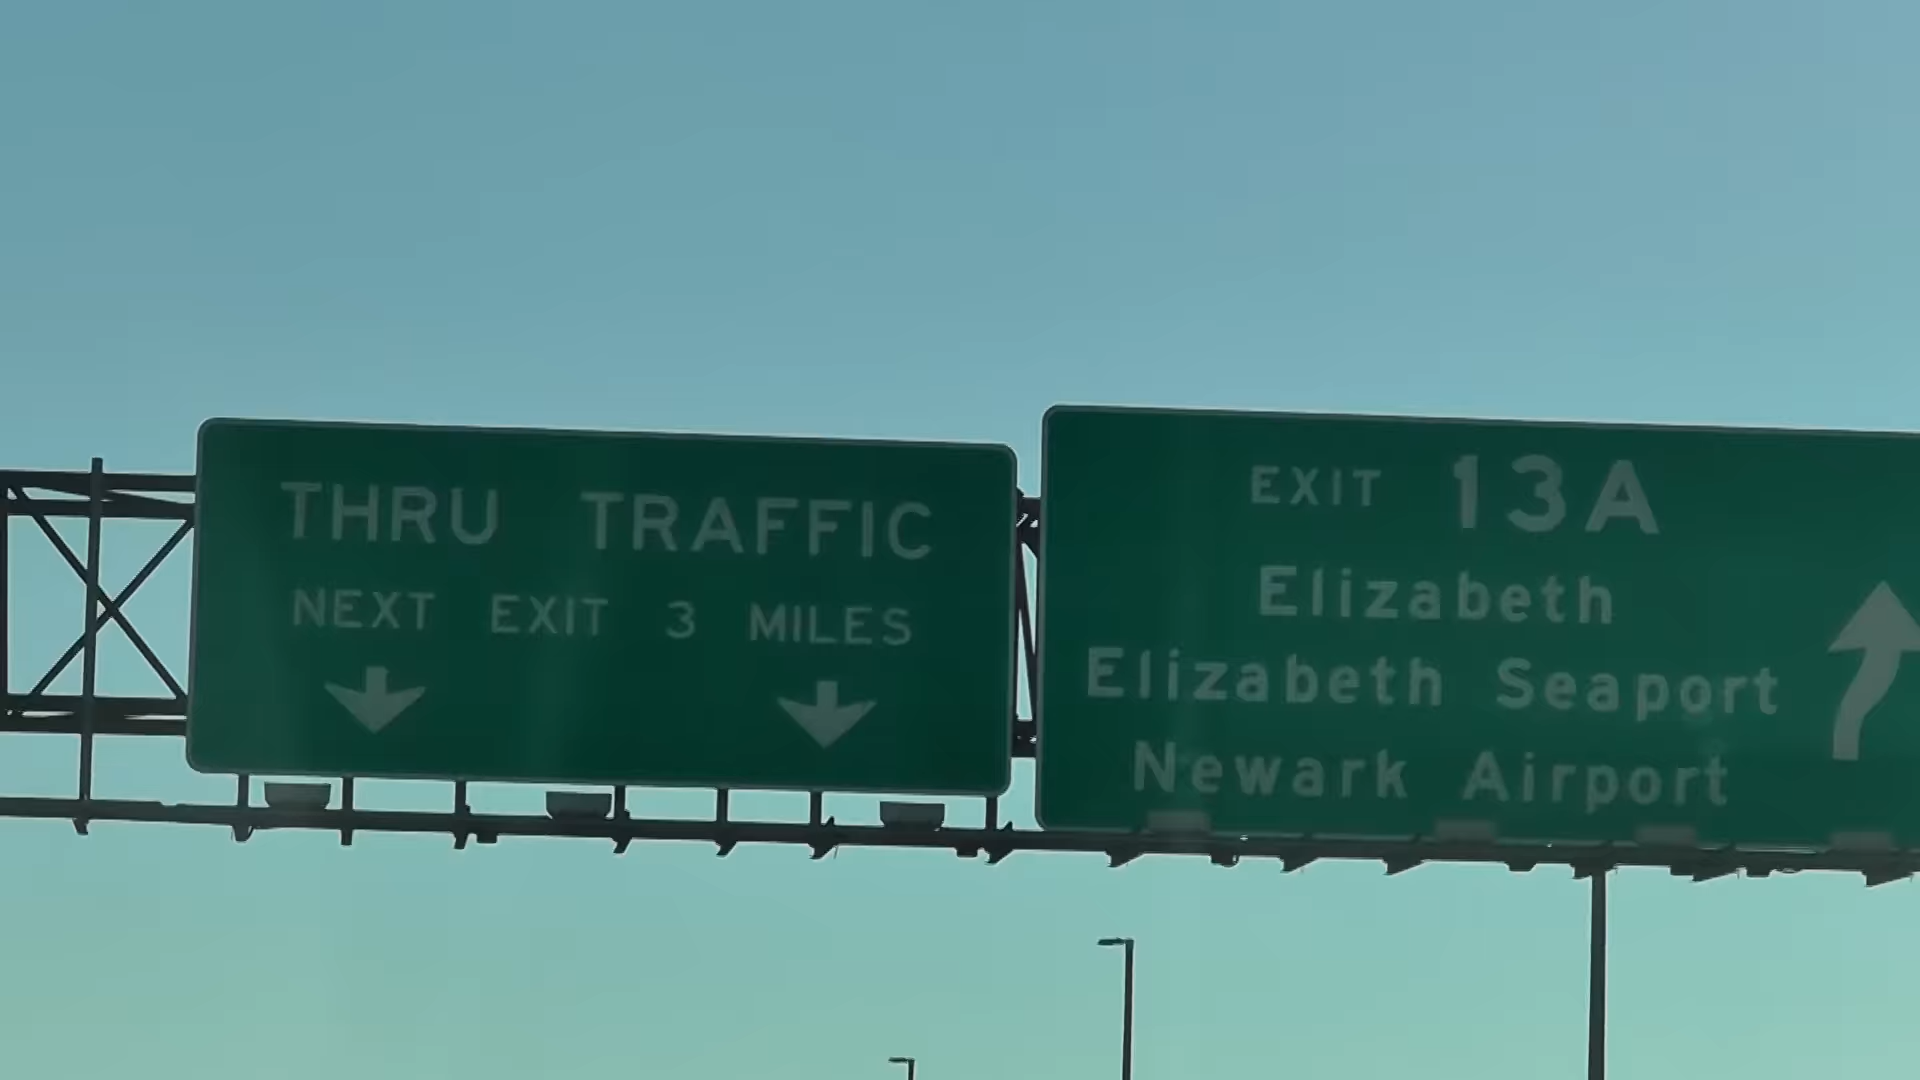 THRU TRAFFIC
NEXT EXIT 3 MILES
EXIT 13A
Elizabeth
Elizabeth Seaport
Newark Airport